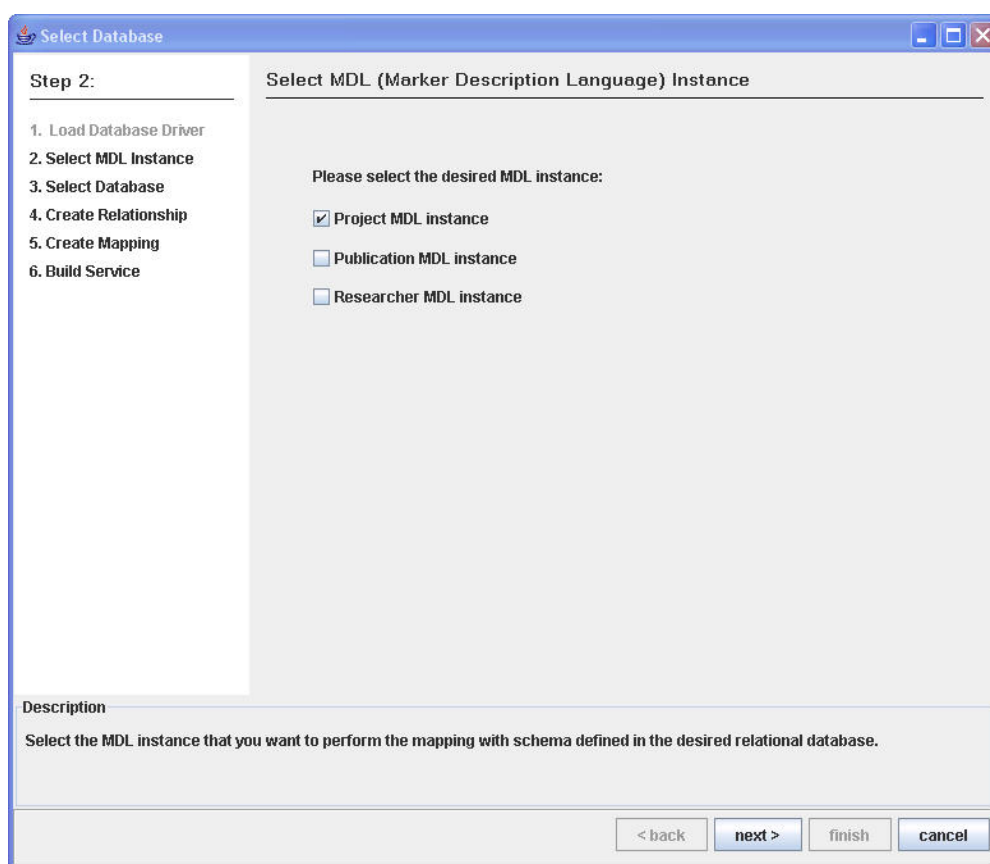 Select Database
Step 2:
1. Load Database Driver
2. Select MDL Instance
3. Select Database
4. Create Relationship
5. Create Mapping
6. Build Service
Select MDL (Marker Description Language) Instance
Please select the desired MDL instance:
Project MDL instance
Publication MDL instance
Researcher MDL instance
Description
Select the MDL instance that you want to perform the mapping with schema defined in the desired relational database.
< back next > finish cancel